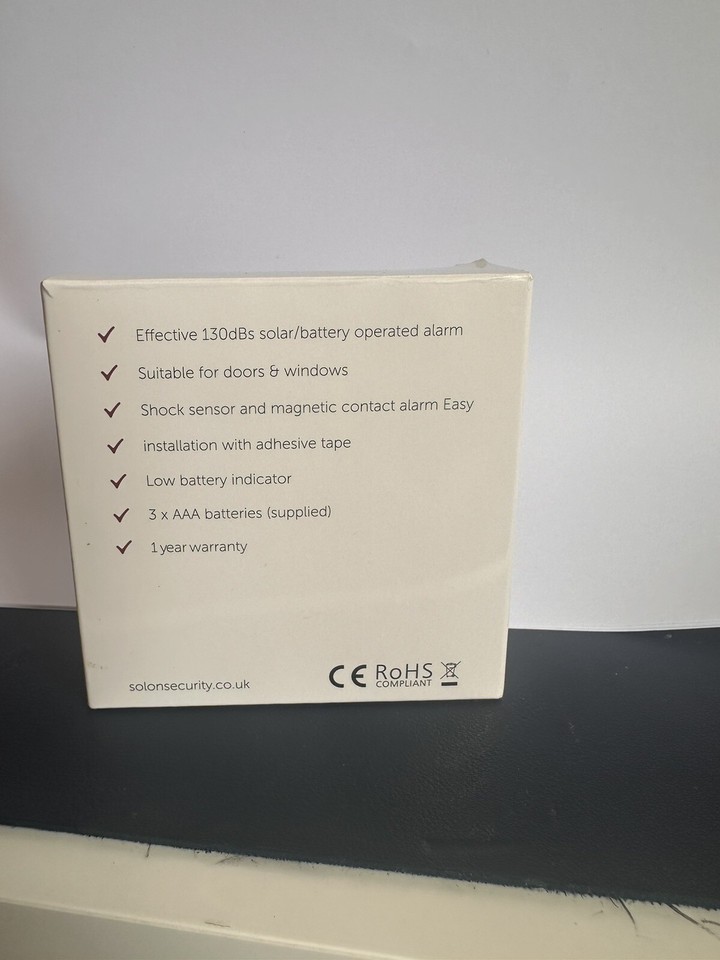 Effective 130dBs solar/battery operated alarm
Suitable for doors & windows
Shock sensor and magnetic contact alarm Easy
installation with adhesive tape
Low battery indicator
3 x AAA batteries (supplied)
1 year warranty
solonsecurity.co.uk
CE RoHS
COMPLIANT